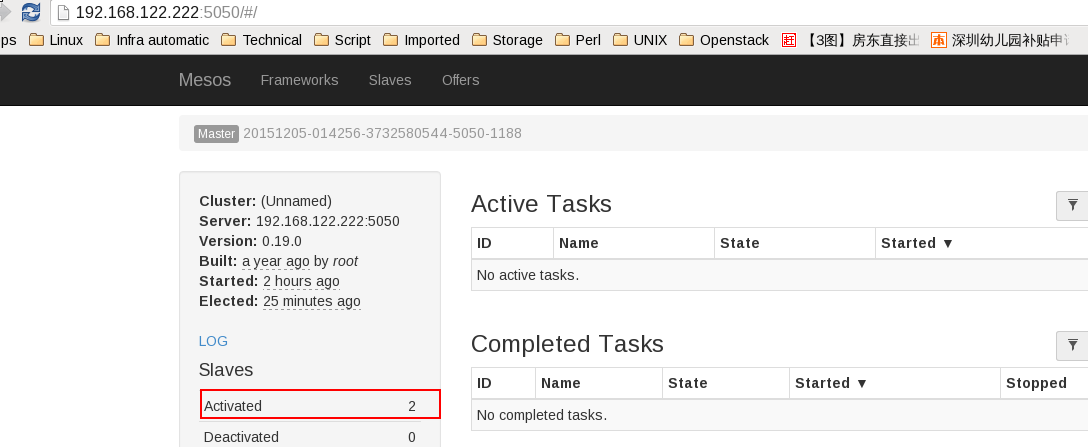 192.168.122.222:5050/#/
ps Linux Infra automatic Technical Script Imported Storage Perl UNIX Openstack 【3图】房东直接出 深圳幼儿园补贴申
Mesos Frameworks Slaves Offers
Master 20151205-014256-3732580544-5050-1188
Cluster: (Unnamed)
Server: 192.168.122.222:5050
Version: 0.19.0
Built: a year ago by root
Started: 2 hours ago
Elected: 25 minutes ago
LOG
Slaves
Activated 2
Deactivated 0
Active Tasks
ID Name State Started ▼
No active tasks.
Completed Tasks
ID Name State Started ▼ Stopped
No completed tasks.